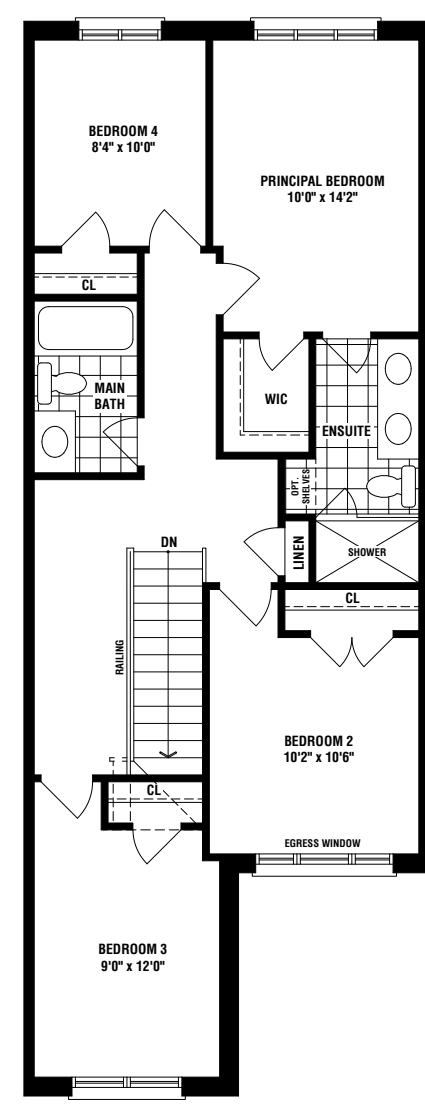 BEDROOM 4
8'4" x 10'0"
PRINCIPAL BEDROOM
10'0" x 14'2"
CL
MAIN
BATH
WIC
ENSUITE
OPT.
SHELVES
LINEN
SHOWER
DN
CL
RAILING
BEDROOM 2
10'2" x 10'6"
CL
EGRESS WINDOW
BEDROOM 3
9'0" x 12'0"